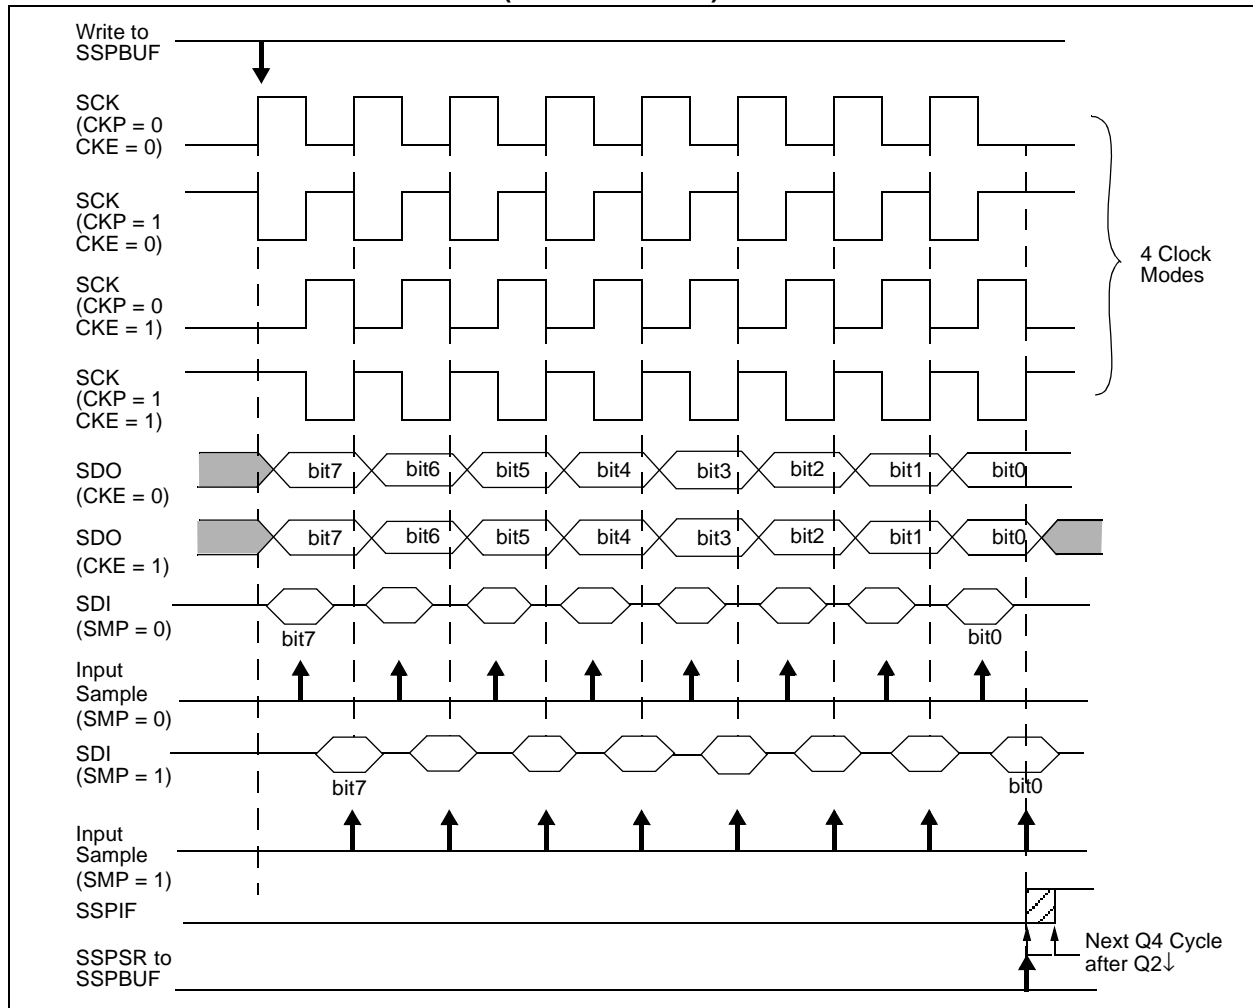 Write to
SSPBUF
SCK
(CKP = 0
CKE = 0)
SCK
(CKP = 1
CKE = 0)
SCK
(CKP = 0
CKE = 1)
SCK
(CKP = 1
CKE = 1)
4 Clock
Modes
SDO
(CKE = 0)
bit7 bit6 bit5 bit4 bit3 bit2 bit1 bit0
SDO
(CKE = 1)
bit7 bit6 bit5 bit4 bit3 bit2 bit1 bit0
SDI
(SMP = 0)
bit7 bit0
Input
Sample
(SMP = 0)
SDI
(SMP = 1)
bit7 bit0
Input
Sample
(SMP = 1)
SSPIF
SSPSR to
SSPBUF
Next Q4 Cycle
after Q2↓